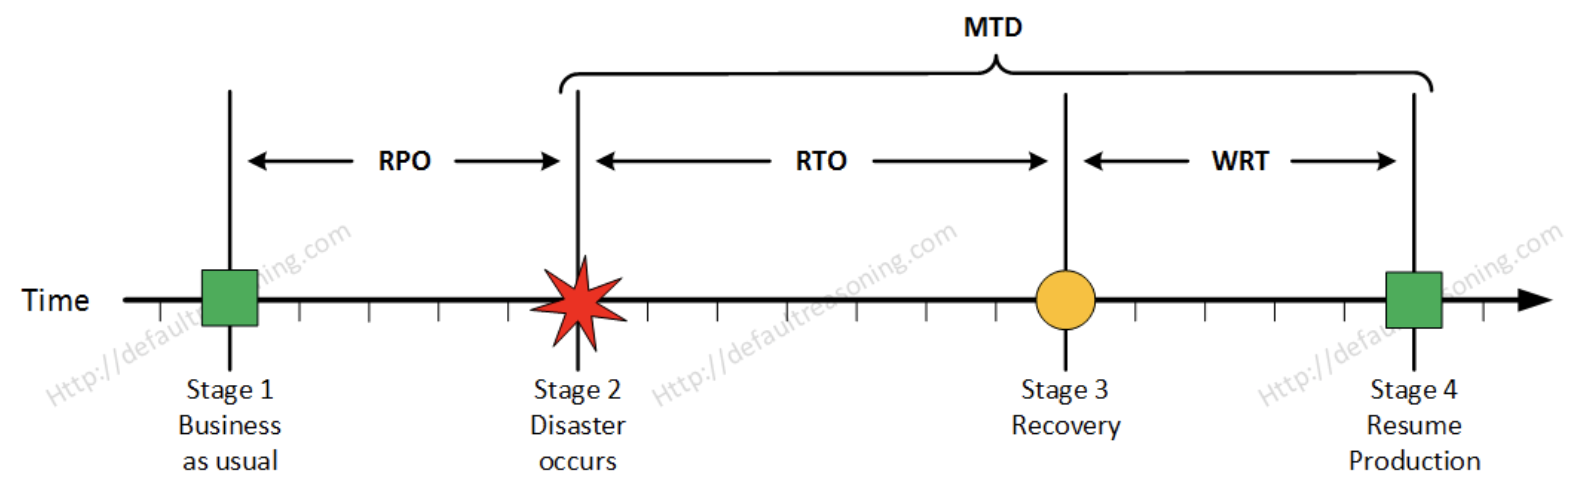 MTD
RPO
RTO
WRT
Time
Http://defaultreasoning.com
Http://defaultreasoning.com
Http://defaultreasoning.com
Stage 1
Business
as usual
Stage 2
Disaster
occurs
Stage 3
Recovery
Stage 4
Resume
Production